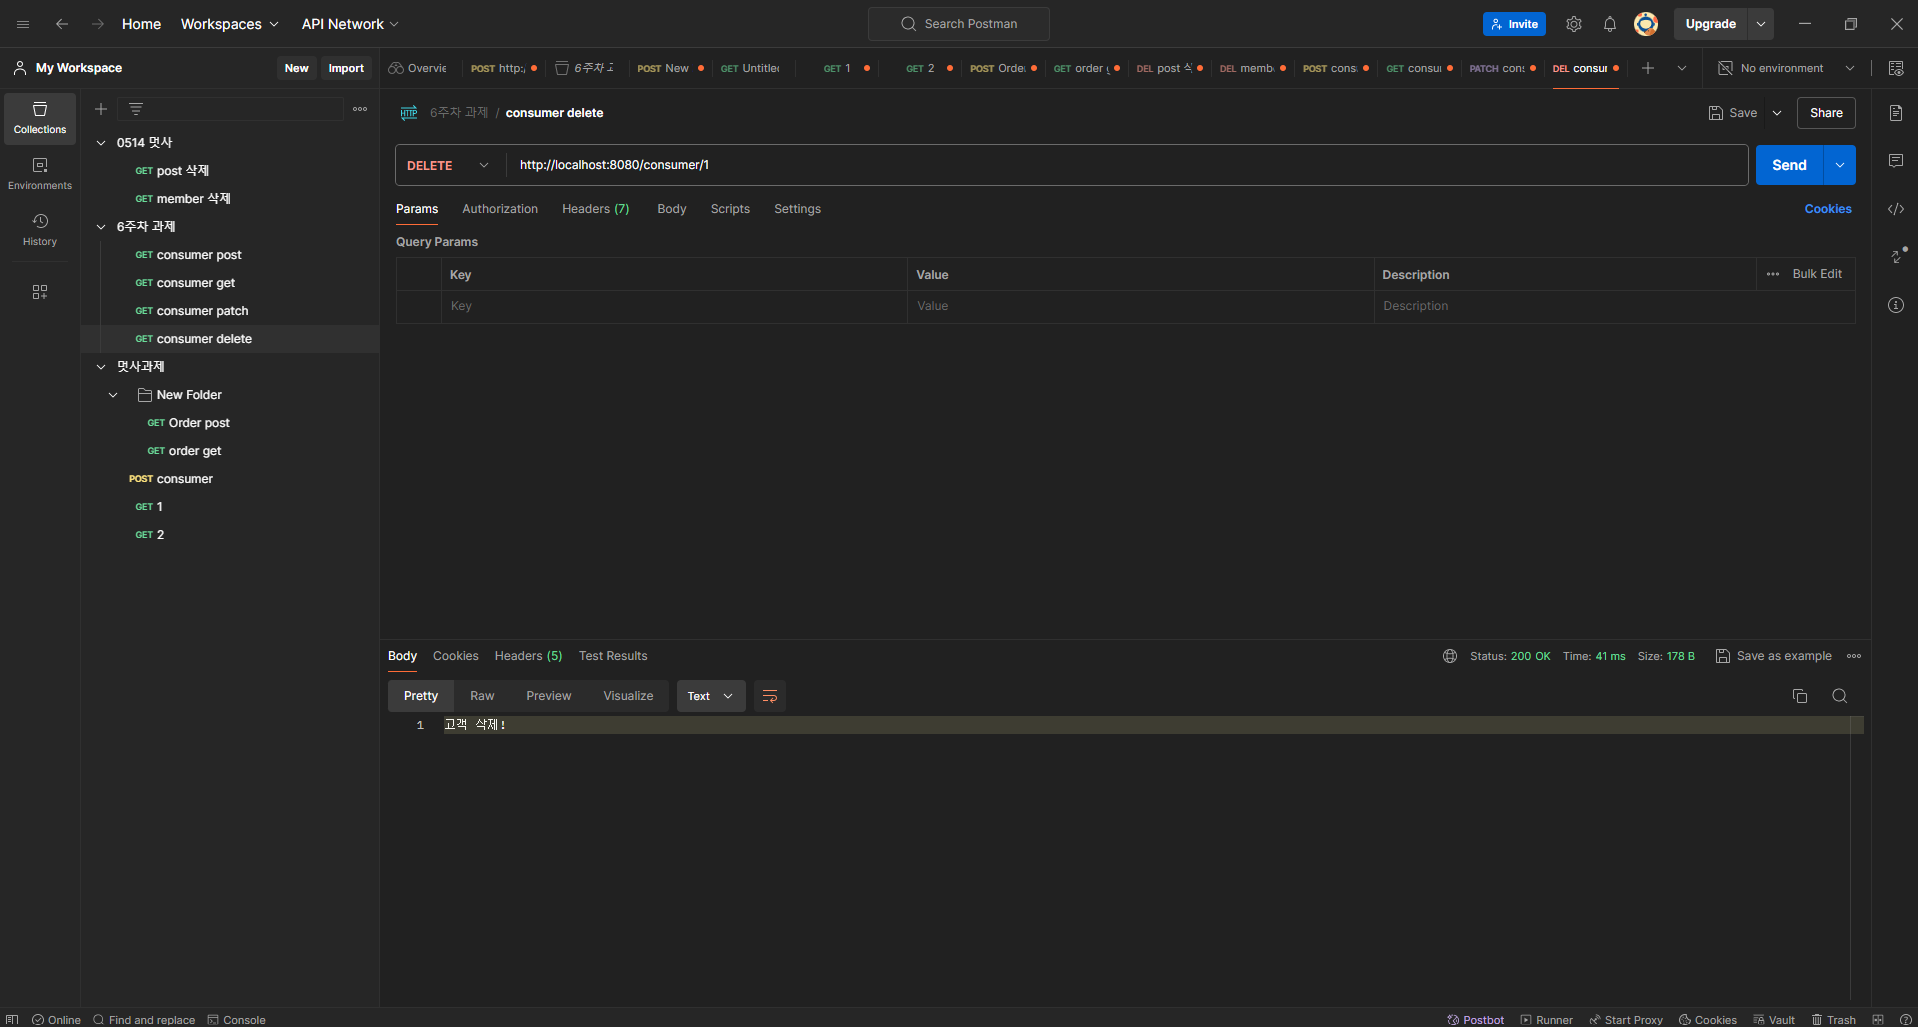 Home Workspaces API Network Search Postman Invite Upgrade
My Workspace New Import Overvie POST http:/ 6주차 고 POST New GET Untitle GET 1 GET 2 POST Orde GET order g DEL post 삭 DEL memb POST cons GET consur PATCH con DEL consur No environment
Collections
Environments
History
0514 멋사
GET post 삭제
GET member 삭제
6주차 과제
GET consumer post
GET consumer get
GET consumer patch
GET consumer delete
멋사과제
New Folder
GET Order post
GET order get
POST consumer
GET 1
GET 2
HTTP 6주차 과제 / consumer delete Save Share
DELETE http://localhost:8080/consumer/1 Send
Params Authorization Headers (7) Body Scripts Settings Cookies
Query Params
Key Value Description Bulk Edit
Key Value Description
Body Cookies Headers (5) Test Results Status: 200 OK Time: 41 ms Size: 178 B Save as example
Pretty Raw Preview Visualize Text
1 고객 삭제!
Online Find and replace Console Postbot Runner Start Proxy Cookies Vault Trash